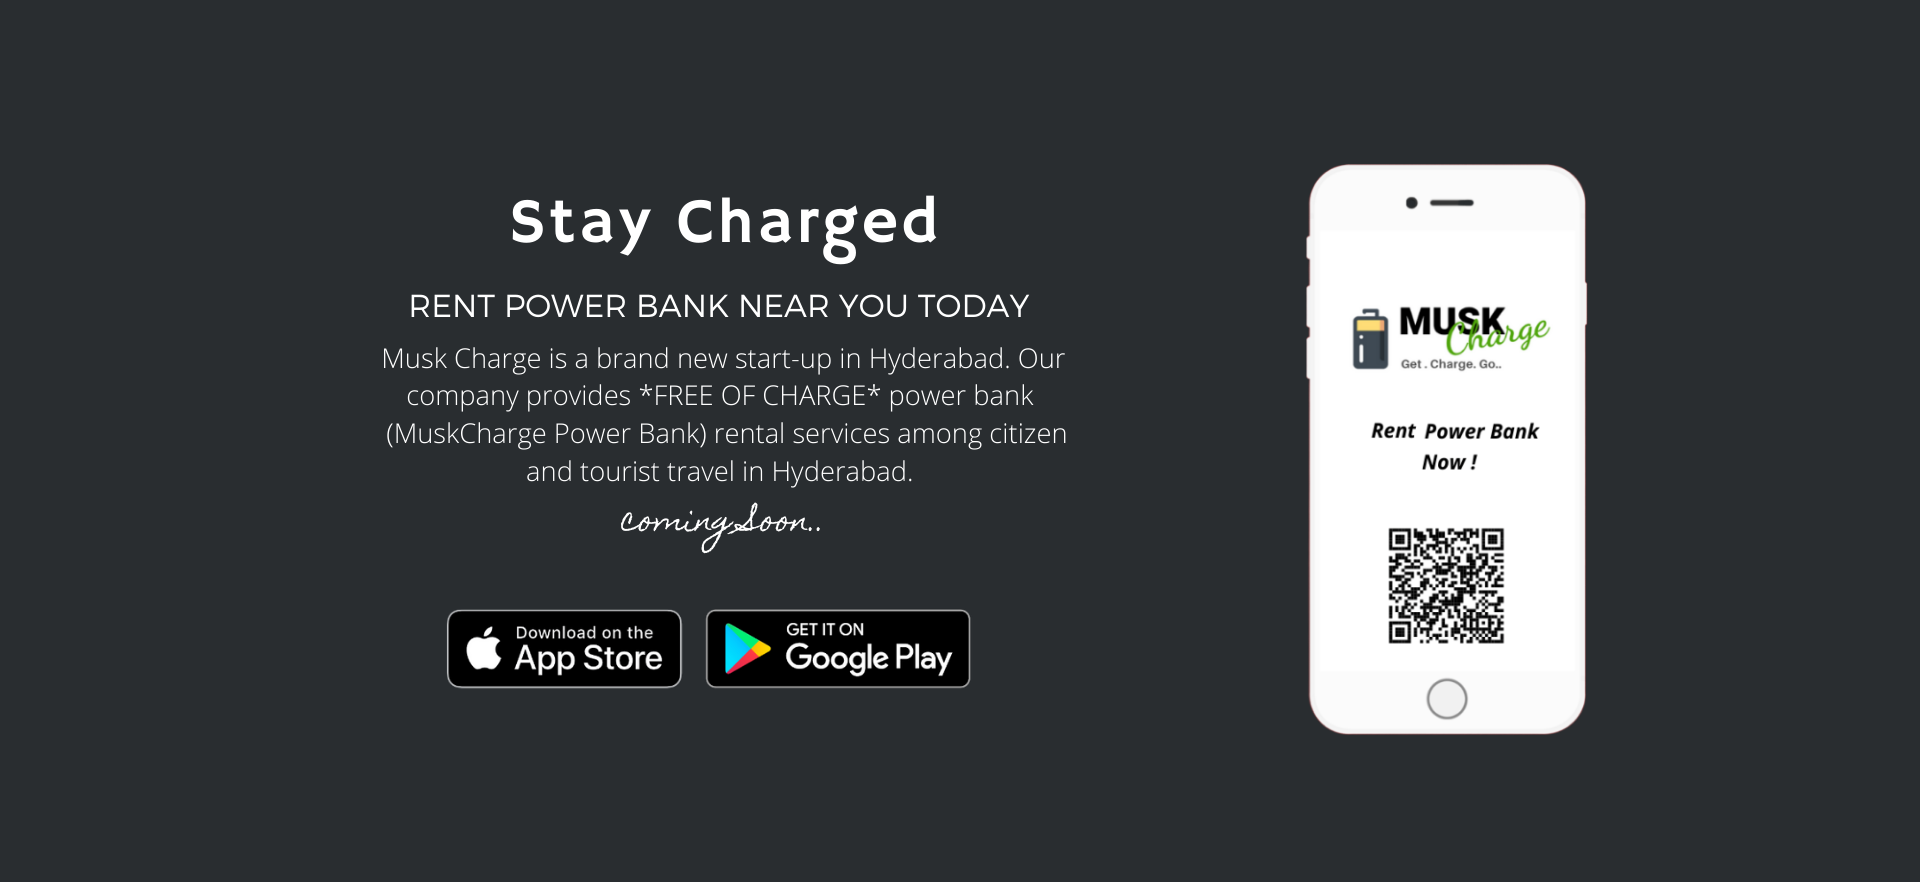 Stay Charged
RENT POWER BANK NEAR YOU TODAY
Musk Charge is a brand new start-up in Hyderabad. Our
company provides *FREE OF CHARGE* power bank
(MuskCharge Power Bank) rental services among citizen
and tourist travel in Hyderabad.
coming Soon..
Download on the
App Store
GET IT ON
Google Play
MUSK
Charge
Get . Charge. Go..
Rent Power Bank
Now !